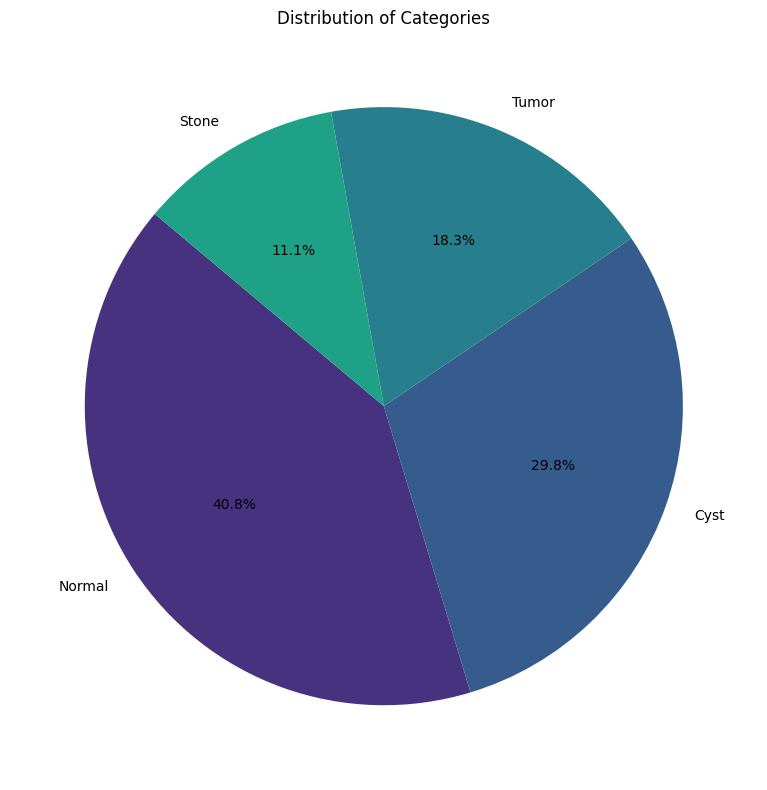 Distribution of Categories
Tumor
Stone
18.3%
11.1%
29.8%
40.8%
Cyst
Normal